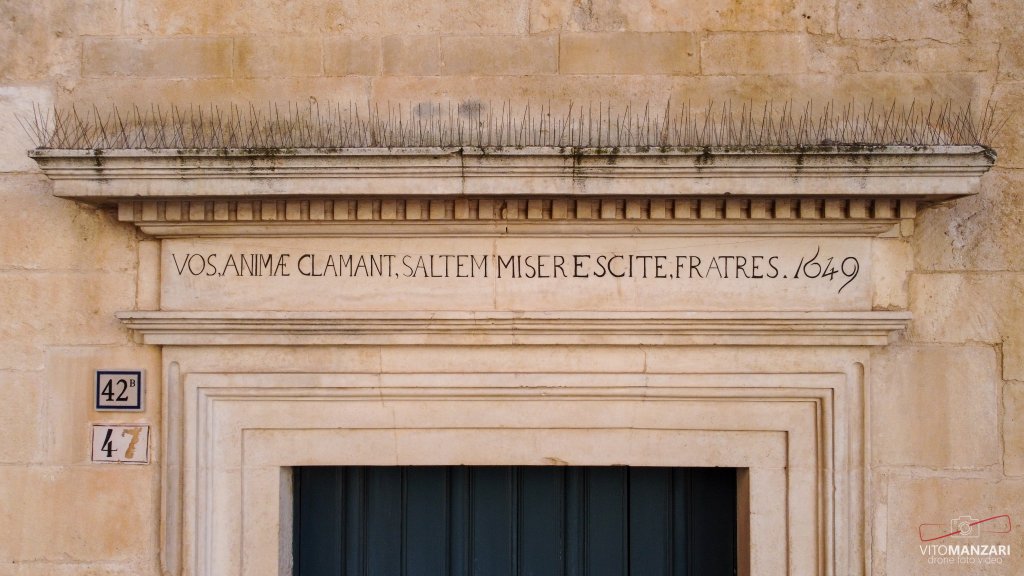 VOS, ANIMÆ CLAMANT, SALTEM MISERESCITE, FRATRES. 1649
42B
47
VITOMANZARI
drone foto video